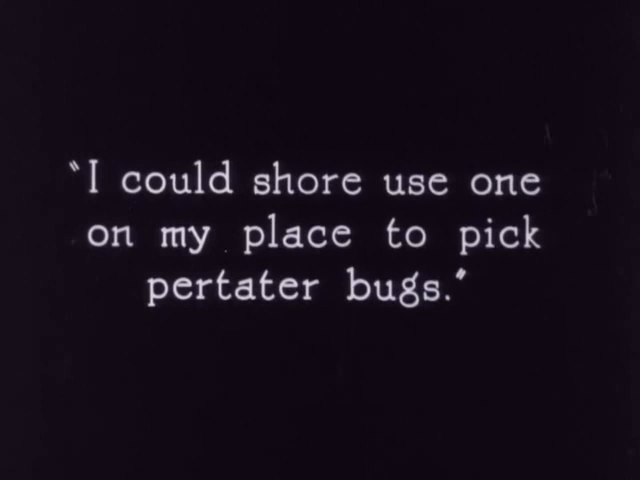 "I could shore use one
on my place to pick
pertater bugs."